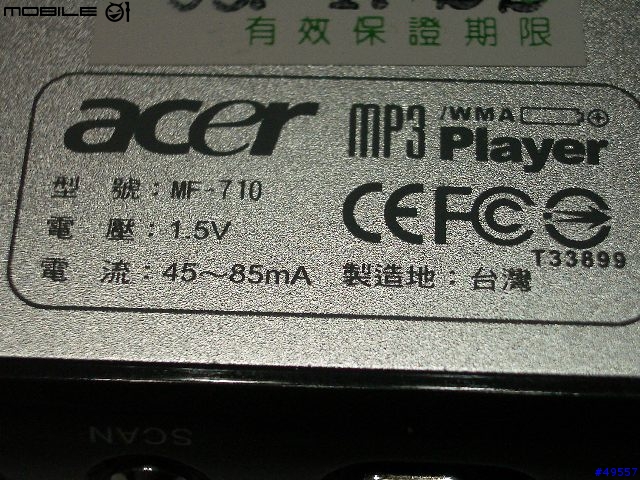 MOBILE 01
有效保證期限
acer MP3/WMA Player
型 號：MF-710
電 壓：1.5V
CE FC
T33899
電 流：45～85mA 製造地：台灣
SCAN
#49557